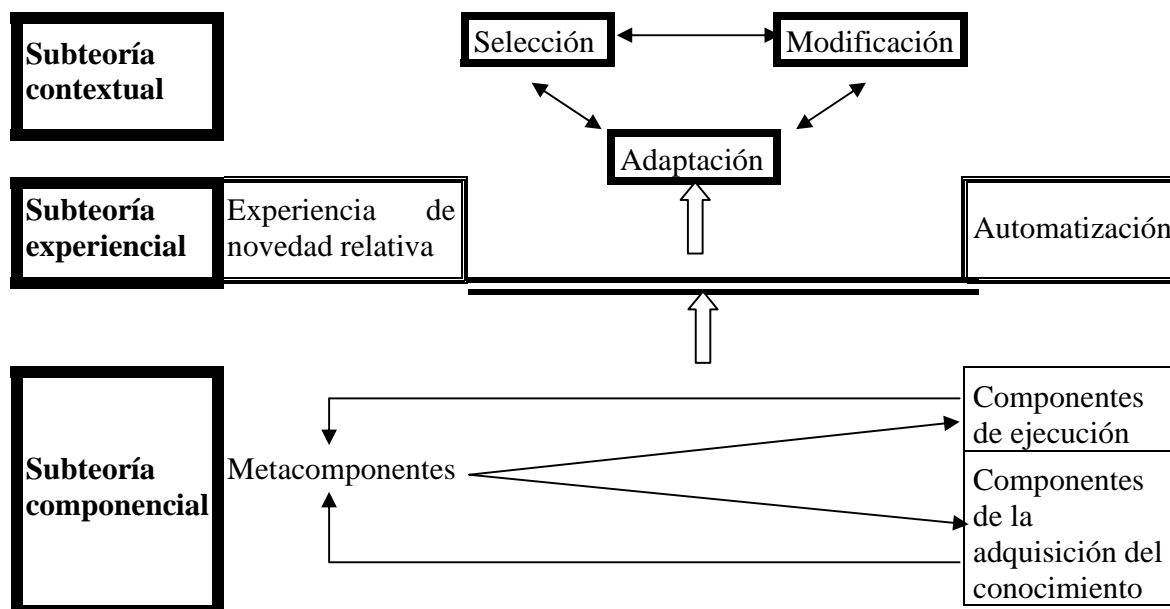 Subteoría
contextual
Selección
Modificación
Adaptación
Subteoría
experiencial
Experiencia de
novedad relativa
Automatización
Subteoría
componencial
Metacomponentes
Componentes
de ejecución
Componentes
de la
adquisición del
conocimiento